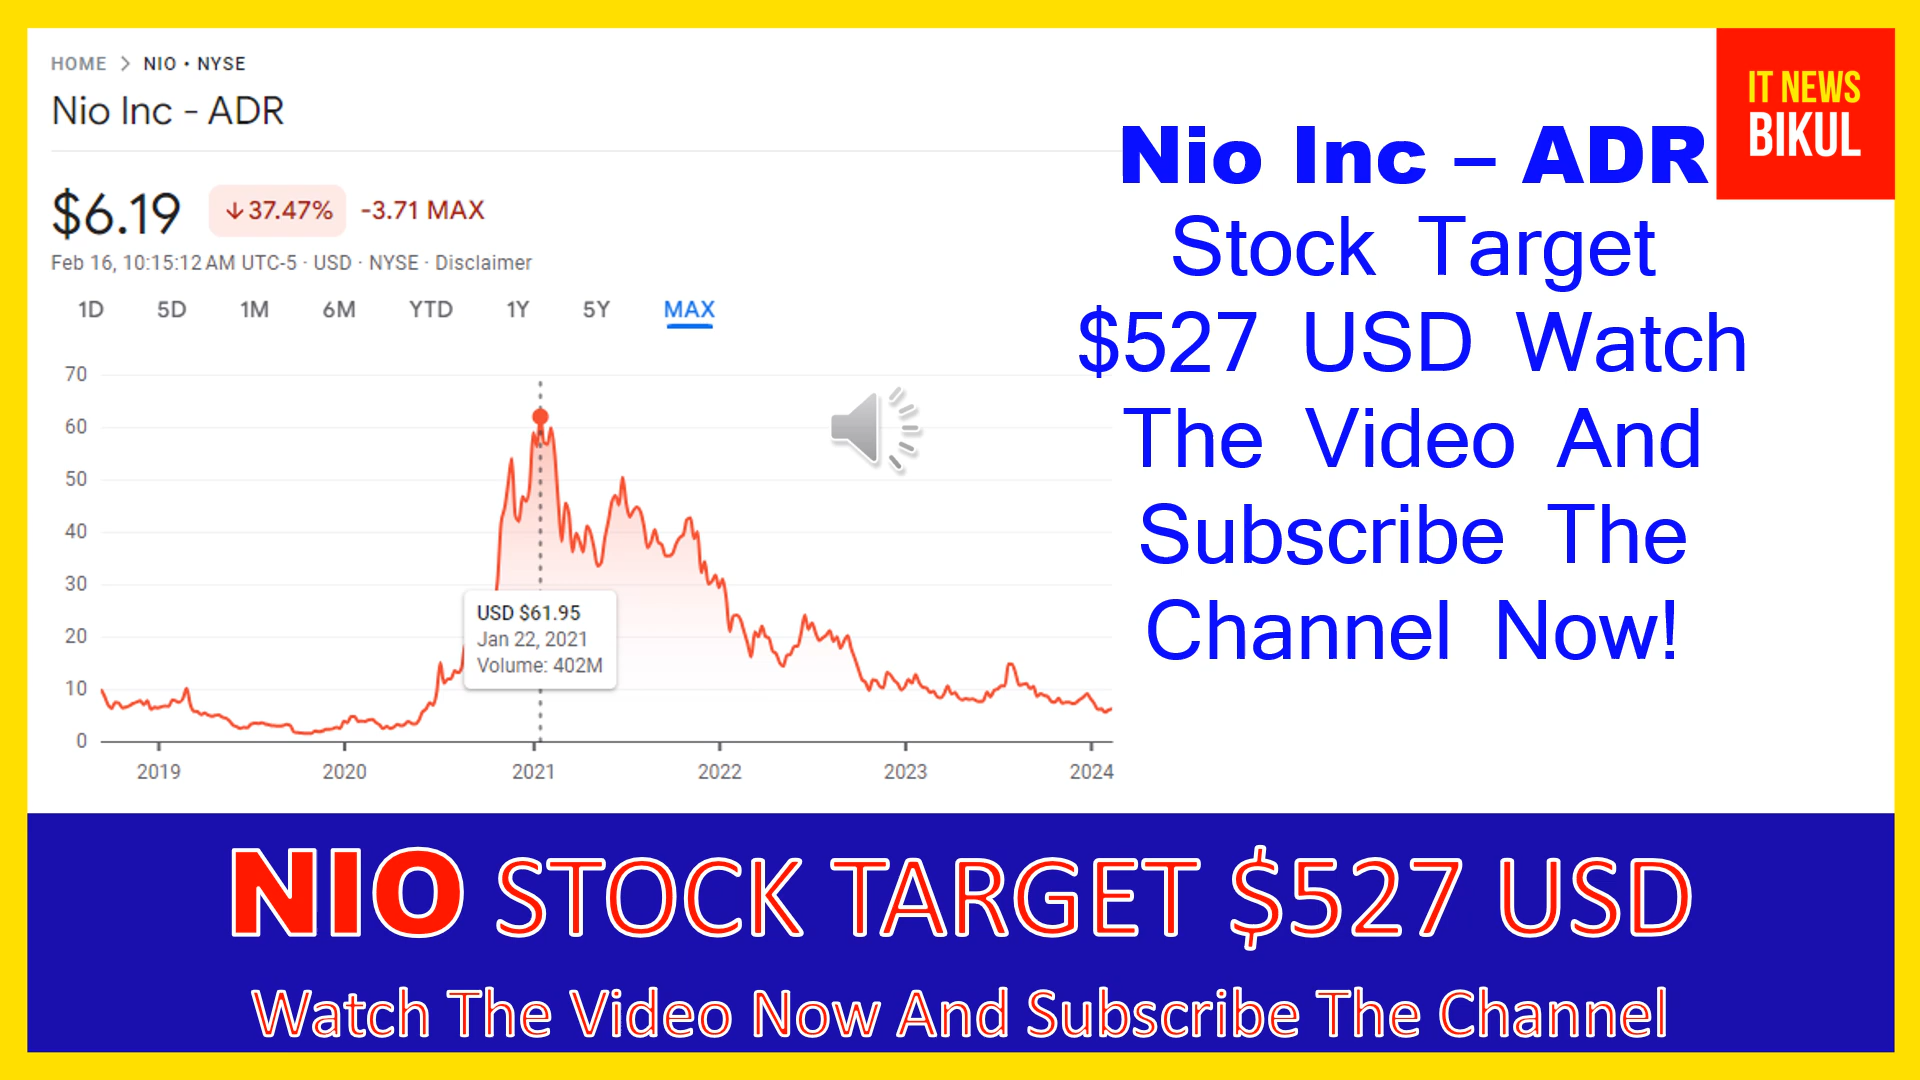 HOME > NIO • NYSE
Nio Inc - ADR
$6.19 ↓37.47% -3.71 MAX
Feb 16, 10:15:12 AM UTC-5 · USD · NYSE · Disclaimer
1D 5D 1M 6M YTD 1Y 5Y MAX
70
60
50
40
30
20
10
0
USD $61.95
Jan 22, 2021
Volume: 402M
2019 2020 2021 2022 2023 2024
Nio Inc – ADR
Stock Target
$527 USD Watch
The Video And
Subscribe The
Channel Now!
IT NEWS
BIKUL
NIO STOCK TARGET $527 USD
Watch The Video Now And Subscribe The Channel